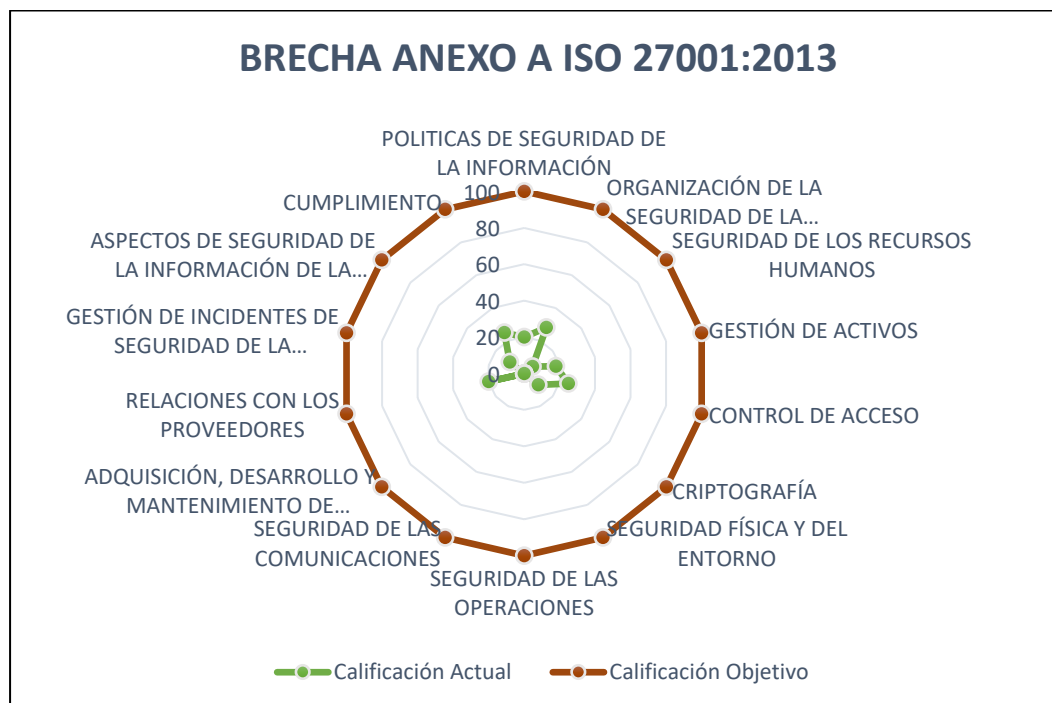 BRECHA ANEXO A ISO 27001:2013
POLITICAS DE SEGURIDAD DE
LA INFORMACIÓN
ORGANIZACIÓN DE LA
SEGURIDAD DE LA...
SEGURIDAD DE LOS RECURSOS
HUMANOS
GESTIÓN DE ACTIVOS
CONTROL DE ACCESO
CRIPTOGRAFÍA
SEGURIDAD FÍSICA Y DEL
ENTORNO
SEGURIDAD DE LAS
OPERACIONES
SEGURIDAD DE LAS
COMUNICACIONES
ADQUISICIÓN, DESARROLLO Y
MANTENIMIENTO DE...
RELACIONES CON LOS
PROVEEDORES
GESTIÓN DE INCIDENTES DE
SEGURIDAD DE LA...
ASPECTOS DE SEGURIDAD DE
LA INFORMACIÓN DE LA...
CUMPLIMIENTO
100
80
60
40
20
0
Calificación Actual
Calificación Objetivo